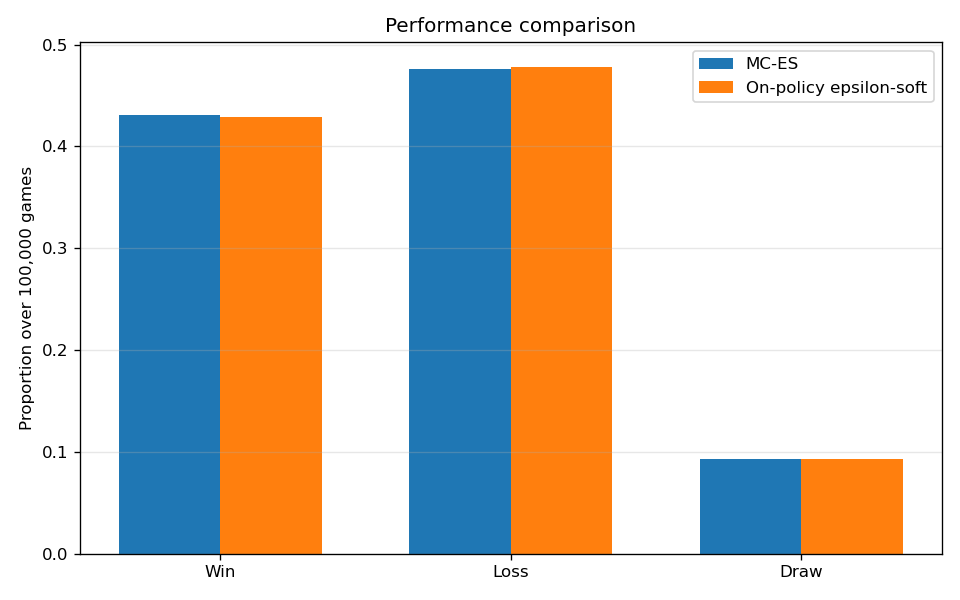 Performance comparison
MC-ES
On-policy epsilon-soft
Proportion over 100,000 games
0.5
0.4
0.3
0.2
0.1
0.0
Win
Loss
Draw